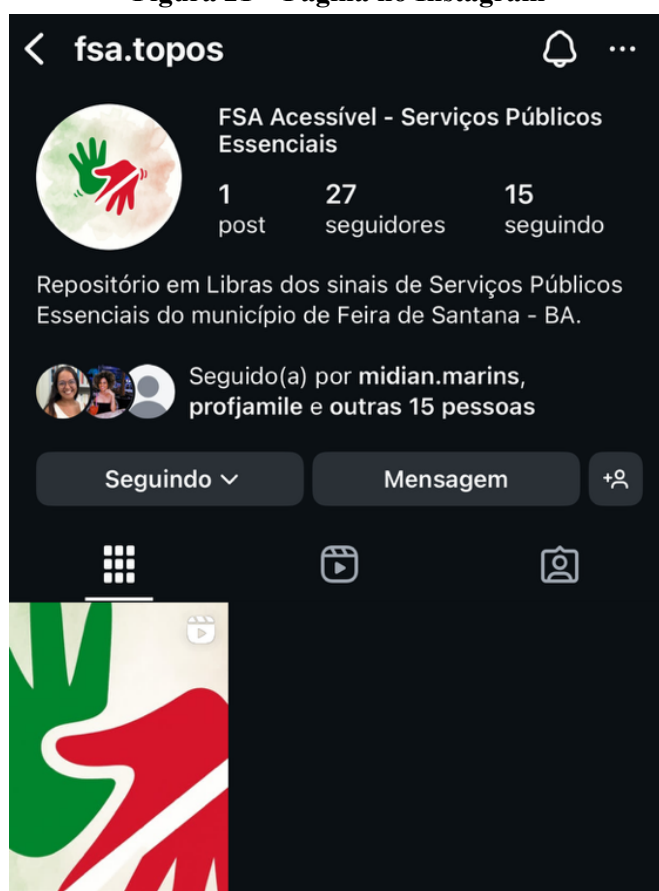 Figura 21 – Página no Instagram
fsa.topos
FSA Acessível - Serviços Públicos
Essenciais
1 27 15
post seguidores seguindo
Repositório em Libras dos sinais de Serviços Públicos
Essenciais do município de Feira de Santana - BA.
Seguido(a) por midian.marins,
profjamile e outras 15 pessoas
Seguindo Mensagem